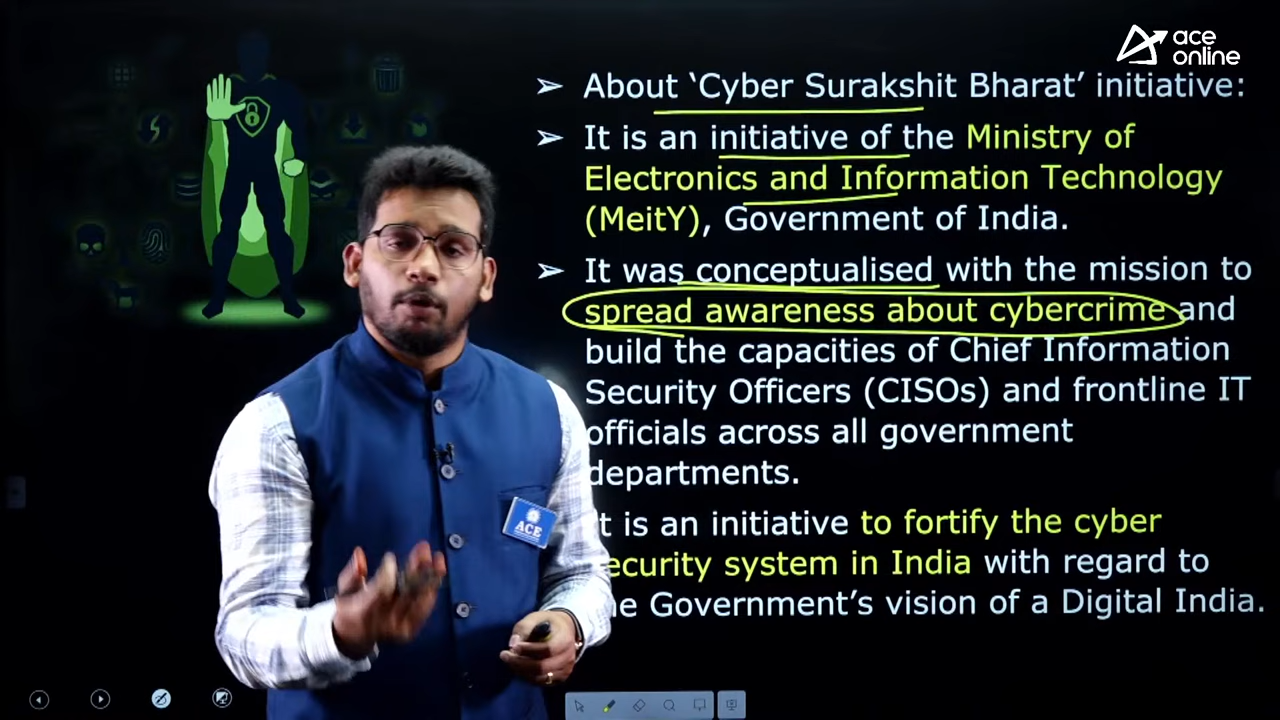 ace
online
➢ About ‘Cyber Surakshit Bharat’ initiative:
➢ It is an initiative of the Ministry of
Electronics and Information Technology
(MeitY), Government of India.
➢ It was conceptualised with the mission to
spread awareness about cybercrime and
build the capacities of Chief Information
Security Officers (CISOs) and frontline IT
officials across all government
departments.
It is an initiative to fortify the cyber
security system in India with regard to
the Government’s vision of a Digital India.
ACE